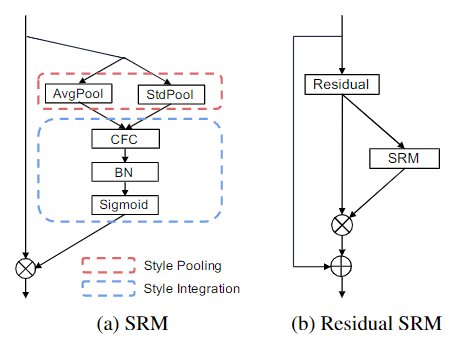 AvgPool
StdPool
CFC
BN
Sigmoid
Style Pooling
Style Integration
(a) SRM
Residual
SRM
(b) Residual SRM